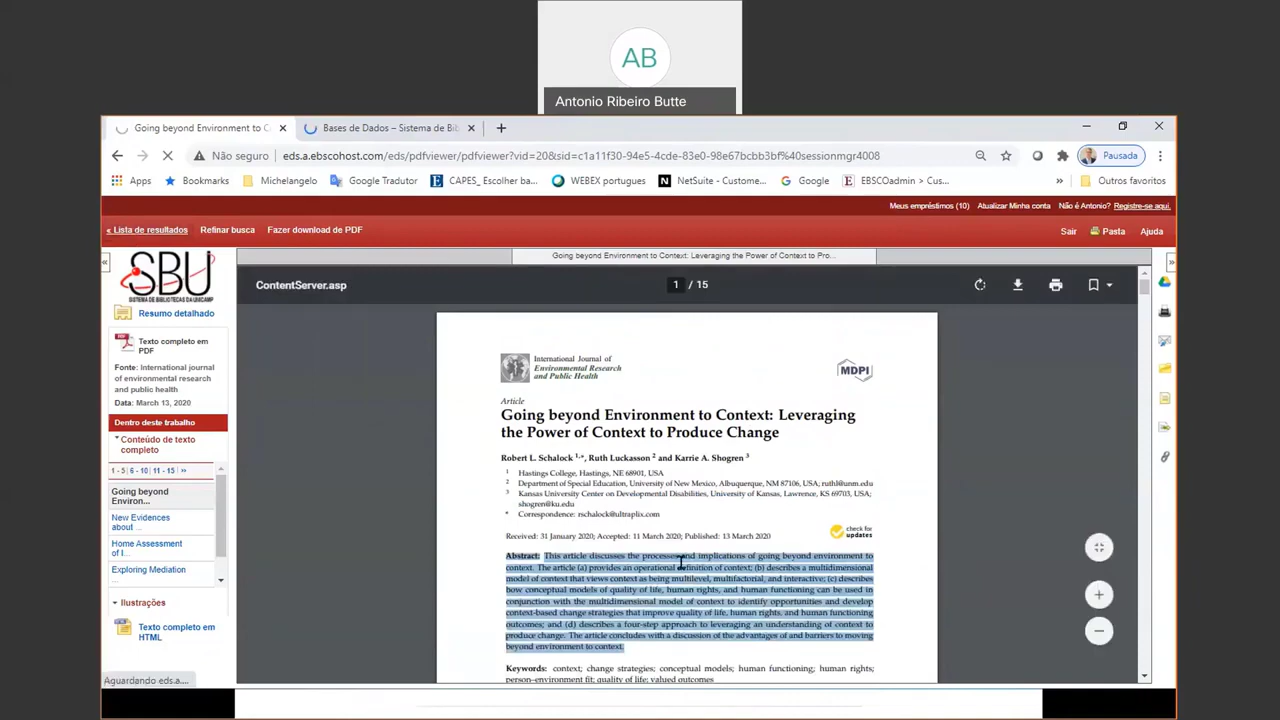 AB
Antonio Ribeiro Butte
Going beyond Environment to C
Bases de Dados – Sistema de Bib
Não seguro
eds.a.ebscohost.com/eds/pdfviewer/pdfviewer?vid=20&sid=c1a11f30-94e5-4cde-83e0-98e67bcbb3bf%40sessionmgr4008
Pausada
Apps
Bookmarks
Michelangelo
Google Tradutor
CAPES_ Escolher ba...
WEBEX portugues
NetSuite - Custome...
Google
EBSCOadmin > Cus...
»
Outros favoritos
Meus empréstimos (10)
Atualizar Minha conta
Não é Antonio? Registre-se aqui.
« Lista de resultados
Refinar busca
Fazer download de PDF
Sair
Pasta
Ajuda
Going beyond Environment to Context: Leveraging the Power of Context to Pro...
SBU
SISTEMA DE BIBLIOTECAS DA UNICAMP
Resumo detalhado
Texto completo em
PDF
Fonte: International journal
of environmental research
and public health
Data: March 13, 2020
Dentro deste trabalho
Conteúdo de texto
completo
1 - 5 | 6 - 10 | 11 - 15 | »»
Going beyond
Environ...
New Evidences
about ...
Home Assessment
of I...
Exploring Mediation
...
Ilustrações
Texto completo em
HTML
Aguardando eds.a....
ContentServer.asp
1 / 15
International Journal of
Environmental Research
and Public Health
MDPI
Article
Going beyond Environment to Context: Leveraging
the Power of Context to Produce Change
Robert L. Schalock 1,*, Ruth Luckasson 2 and Karrie A. Shogren 3
1 Hastings College, Hastings, NE 68901, USA
2 Department of Special Education, University of New Mexico, Albuquerque, NM 87106, USA; ruthl@unm.edu
3 Kansas University Center on Developmental Disabilities, University of Kansas, Lawrence, KS 69703, USA;
shogren@ku.edu
* Correspondence: rschalock@ultraplix.com
Received: 31 January 2020; Accepted: 11 March 2020; Published: 13 March 2020
check for
updates
Abstract: This article discusses the processes and implications of going beyond environment to
context. The article (a) provides an operational definition of context; (b) describes a multidimensional
model of context that views context as being multilevel, multifactorial, and interactive; (c) describes
how conceptual models of quality of life, human rights, and human functioning can be used in
conjunction with the multidimensional model of context to identify opportunities and develop
context-based change strategies that improve quality of life, human rights, and human functioning
outcomes; and (d) describes a four-step approach to leveraging an understanding of context to
produce change. The article concludes with a discussion of the advantages of and barriers to moving
beyond environment to context.
Keywords: context; change strategies; conceptual models; human functioning; human rights;
person–environment fit; quality of life; valued outcomes